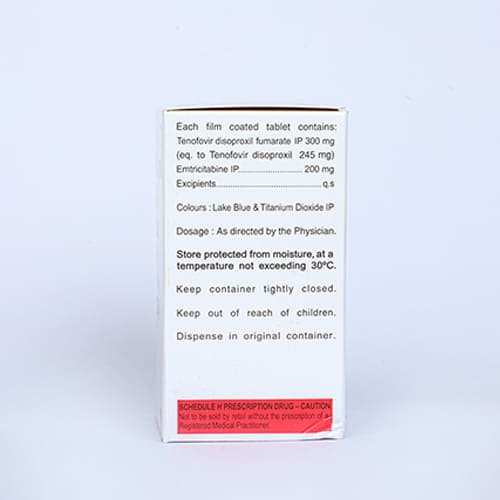 Each film coated tablet contains:
Tenofovir disoproxil fumarate IP 300 mg
(eq. to Tenofovir disoproxil 245 mg)
Emtricitabine IP........................ 200 mg
Excipients........................................q.s
Colours : Lake Blue & Titanium Dioxide IP
Dosage : As directed by the Physician.
Store protected from moisture, at a
temperature not exceeding 30ºC.
Keep container tightly closed.
Keep out of reach of children.
Dispense in original container.
SCHEDULE H PRESCRIPTION DRUG – CAUTION
Not to be sold by retail without the prescription of a
Registered Medical Practitioner.